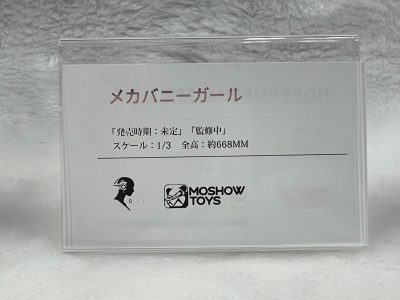 メカバニーガール
「発売時期：未定」「監修中」
スケール：1/3　全高：約668MM
MOSHOW
TOYS